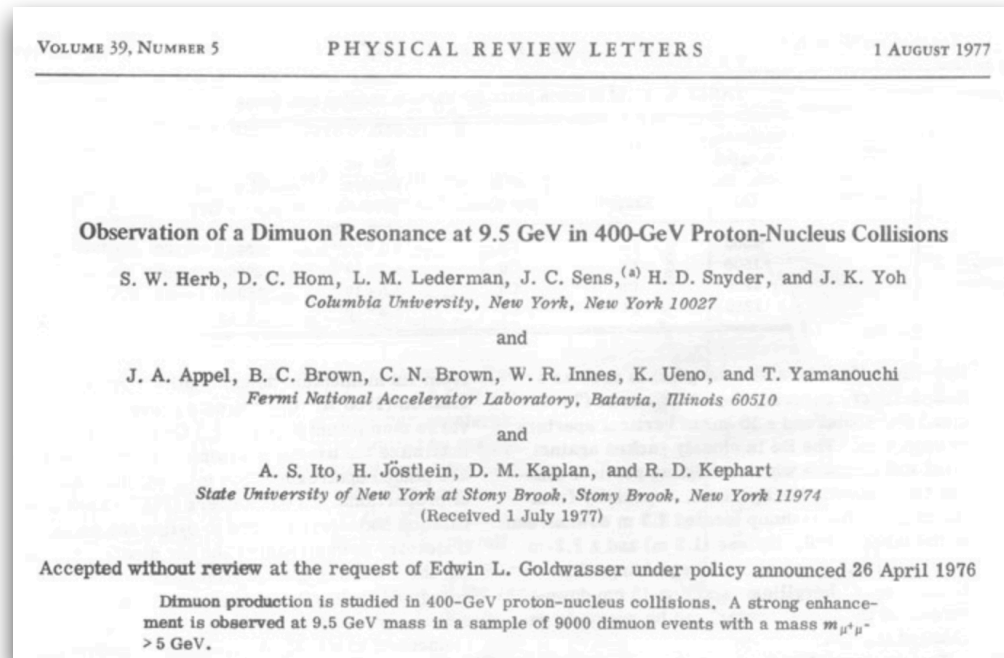 VOLUME 39, NUMBER 5 PHYSICAL REVIEW LETTERS 1 AUGUST 1977
Observation of a Dimuon Resonance at 9.5 GeV in 400-GeV Proton-Nucleus Collisions
S. W. Herb, D. C. Hom, L. M. Lederman, J. C. Sens,(a) H. D. Snyder, and J. K. Yoh
Columbia University, New York, New York 10027
and
J. A. Appel, B. C. Brown, C. N. Brown, W. R. Innes, K. Ueno, and T. Yamanouchi
Fermi National Accelerator Laboratory, Batavia, Illinois 60510
and
A. S. Ito, H. Jöstlein, D. M. Kaplan, and R. D. Kephart
State University of New York at Stony Brook, Stony Brook, New York 11974
(Received 1 July 1977)
Accepted without review at the request of Edwin L. Goldwasser under policy announced 26 April 1976
Dimuon production is studied in 400-GeV proton-nucleus collisions. A strong enhance-
ment is observed at 9.5 GeV mass in a sample of 9000 dimuon events with a mass mμ+μ-
> 5 GeV.